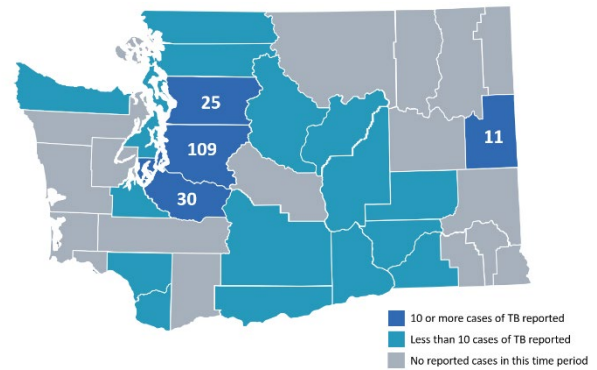 25
109
11
30
10 or more cases of TB reported
Less than 10 cases of TB reported
No reported cases in this time period